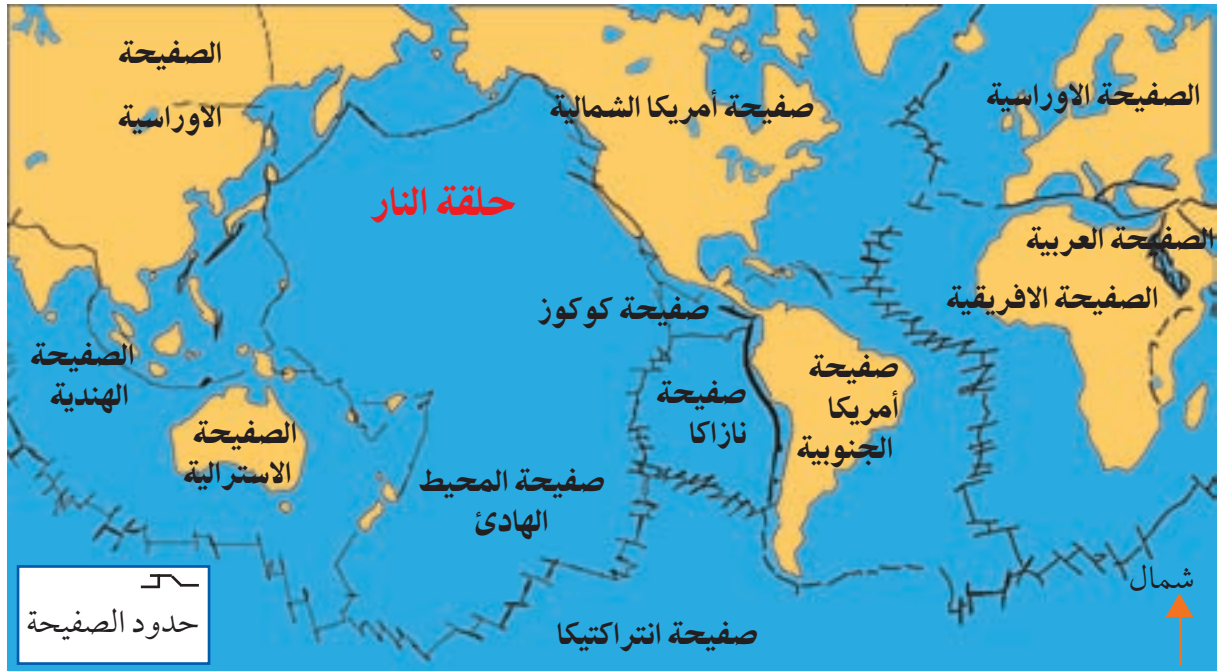 الصفيحة
الاوراسية
صفيحة أمريكا الشمالية
الصفيحة الاوراسية
حلقة النار
الصفيحة العربية
الصفيحة الافريقية
صفيحة كوكوز
الصفيحة
الهندية
الصفيحة
الاسترالية
صفيحة
نازاكا
صفيحة
أمريكا
الجنوبية
صفيحة المحيط
الهادئ
صفيحة انتراكتيكا
شمال
حدود الصفيحة